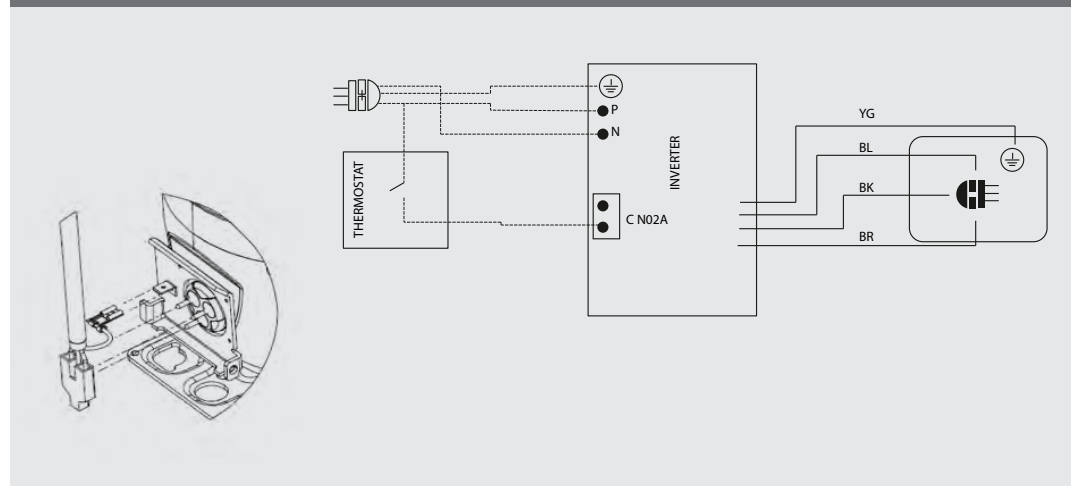 P
N
THERMOSTAT
INVERTER
C N02A
YG
BL
BK
BR